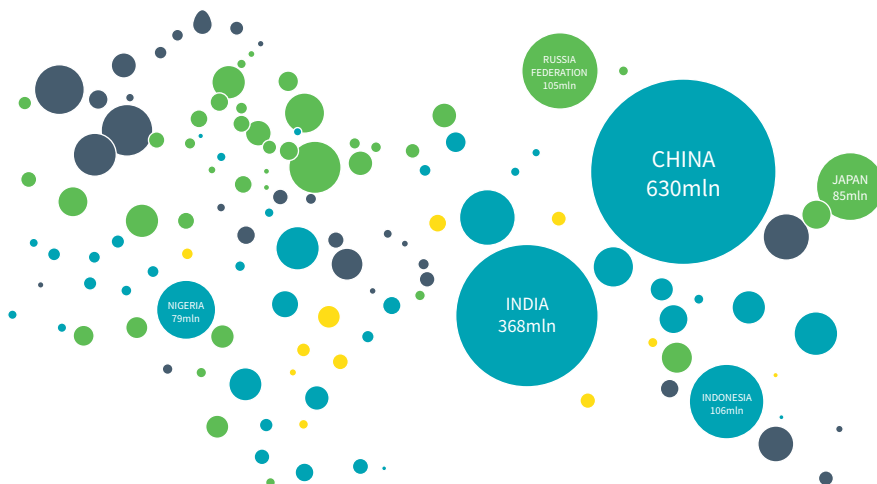 RUSSIA
FEDERATION
105mln
CHINA
630mln
JAPAN
85mln
INDIA
368mln
NIGERIA
79mln
INDONESIA
106mln